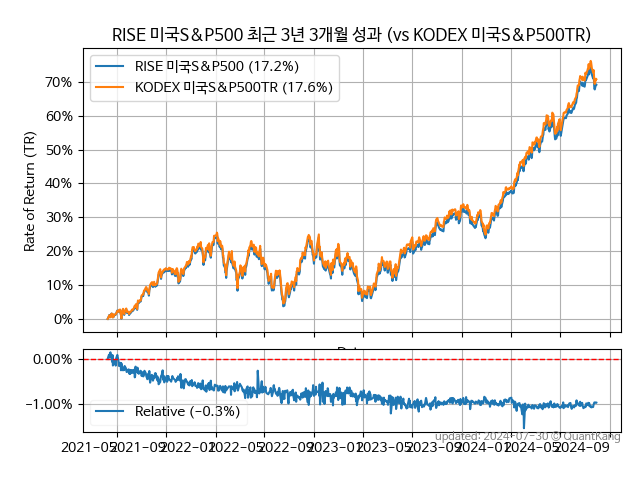 RISE 미국S&P500 최근 3년 3개월 성과 (vs KODEX 미국S&P500TR)
RISE 미국S&P500 (17.2%)
KODEX 미국S&P500TR (17.6%)
Rate of Return (TR)
70%
60%
50%
40%
30%
20%
10%
0%
0.00%
−1.00%
Relative (−0.3%)
updated: 2024-07-30 © QuantKang
2021-05 2021-09 2022-01 2022-05 2022-09 2023-01 2023-05 2023-09 2024-01 2024-05 2024-09